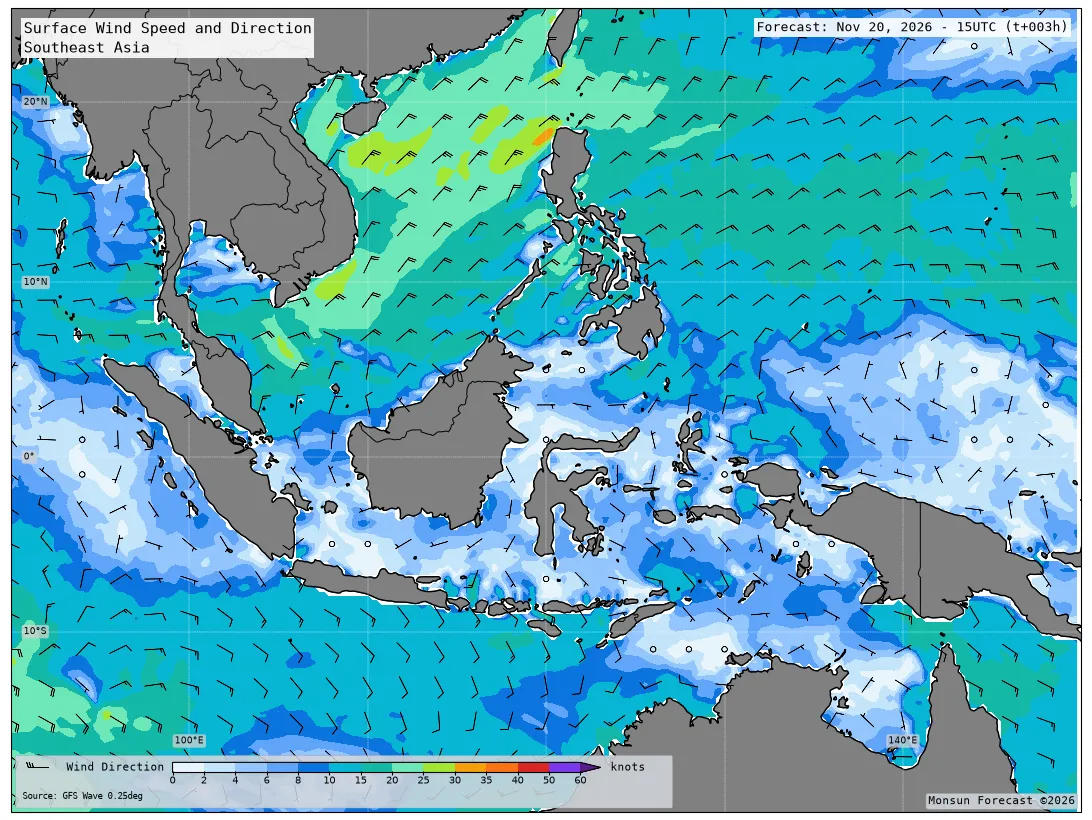 Surface Wind Speed and Direction
Southeast Asia
Forecast: Nov 20, 2026 - 15UTC (t+003h)
20°N
10°N
0°
10°S
100°E
140°E
Wind Direction
0 2 4 6 8 10 15 20 25 30 35 40 50 60
knots
Source: GFS Wave 0.25deg
Monsun Forecast ©2026